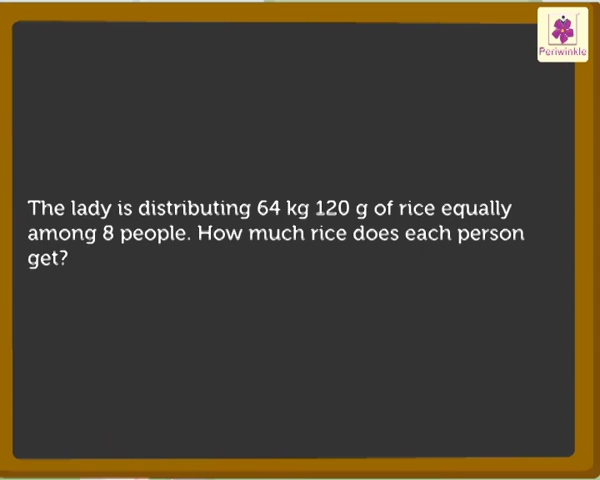 Periwinkle
The lady is distributing 64 kg 120 g of rice equally
among 8 people. How much rice does each person
get?